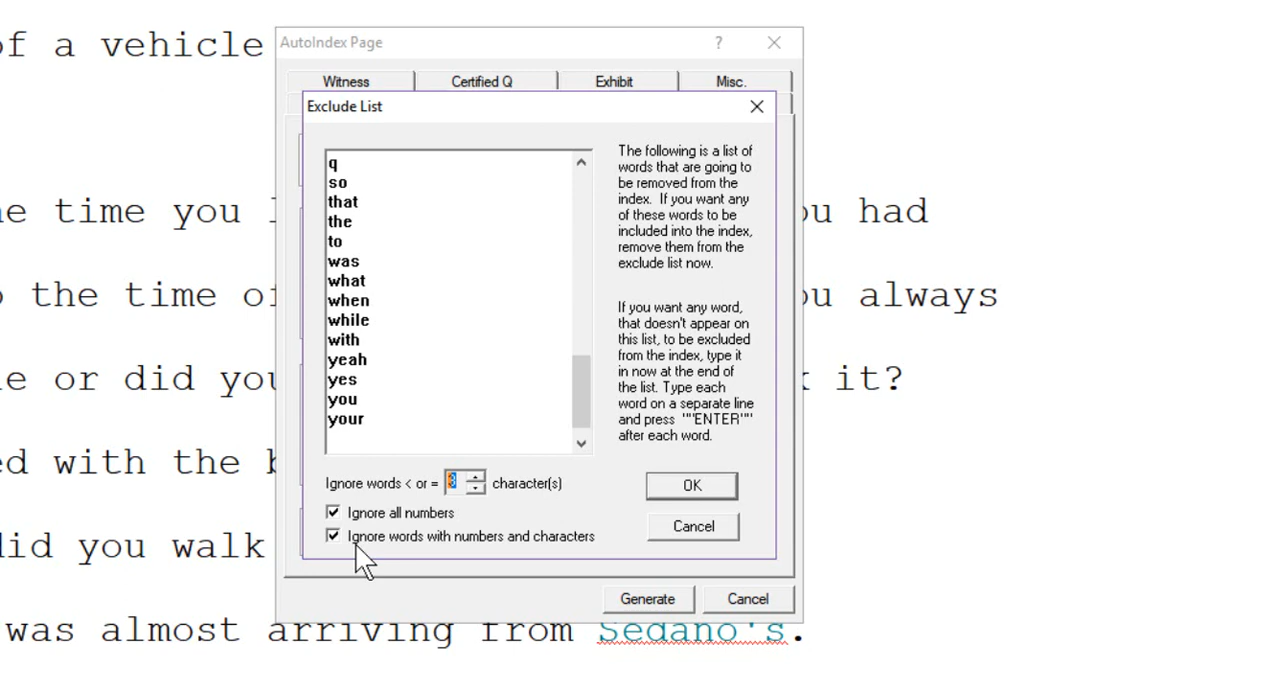 of a vehicle
AutoIndex Page ?
Witness Certified Q Exhibit Misc.
Exclude List
q
so
that
the
to
was
what
when
while
with
yeah
yes
you
your
The following is a list of
words that are going to
be removed from the
index. If you want any
of these words to be
included into the index,
remove them from the
exclude list now.
If you want any word,
that doesn't appear on
this list, to be excluded
from the index, type it
in now at the end of
the list. Type each
word on a separate line
and press '""ENTER""'
after each word.
Ignore words < or = 3 character(s)
Ignore all numbers
Ignore words with numbers and characters
OK
Cancel
Generate Cancel
time you had
the time of always
or did you it?
with the
did you walk
was almost arriving from Sedano's.